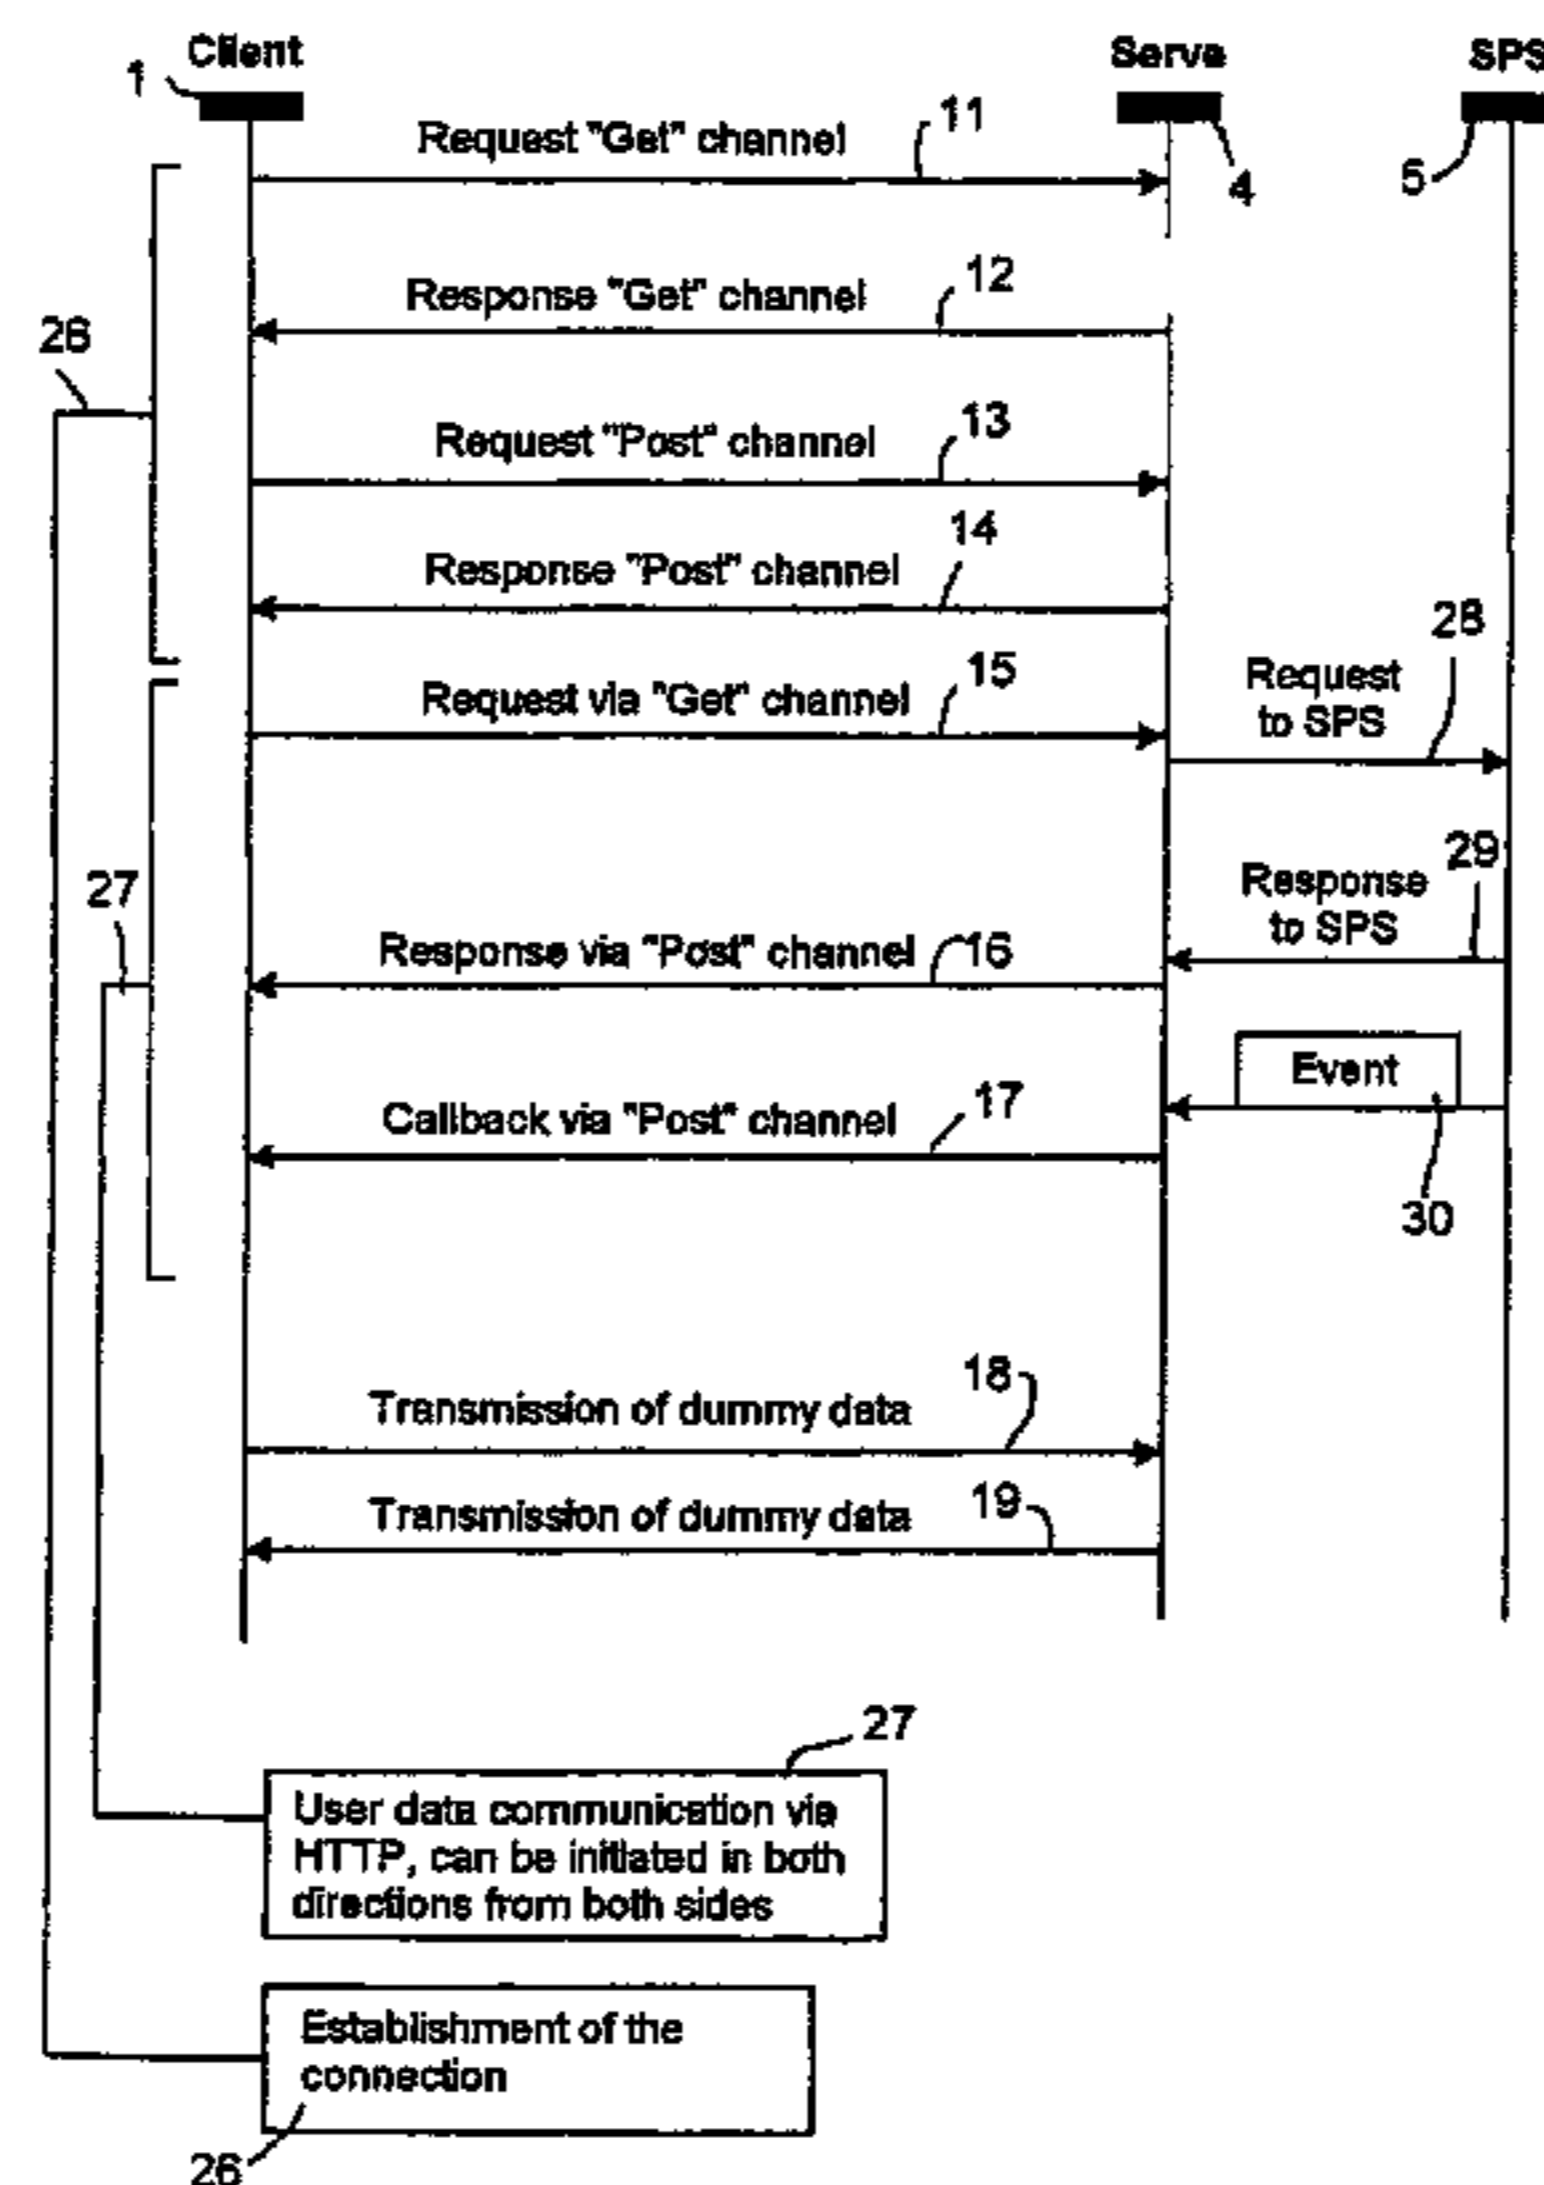 Client
Serve
SPS
1
4
5
Request "Get" channel
11
Response "Get" channel
12
26
Request "Post" channel
13
Response "Post" channel
14
Request via "Get" channel
15
Request
to SPS
28
27
Response
to SPS
29
Response via "Post" channel
16
Event
Callback via "Post" channel
17
30
Transmission of dummy data
18
Transmission of dummy data
19
27
User data communication via
HTTP, can be initiated in both
directions from both sides
Establishment of the
connection
26